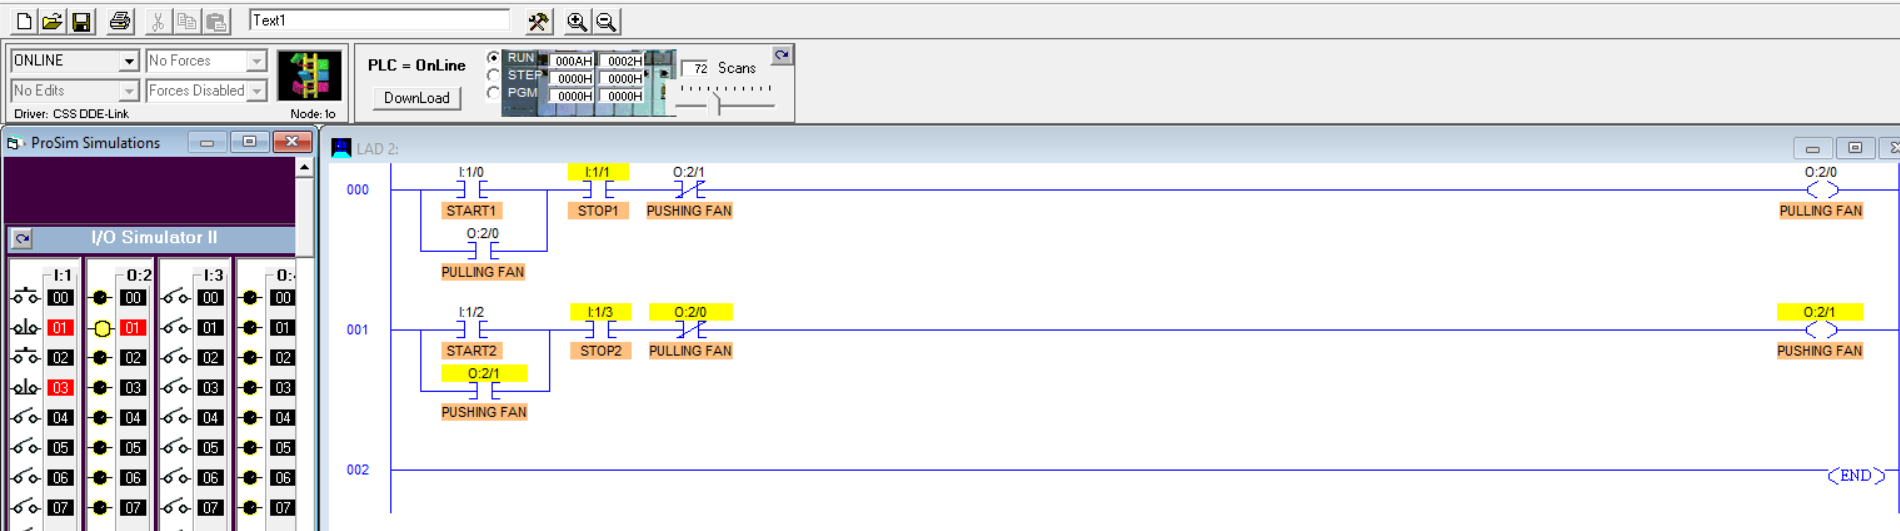 Text1
ONLINE
No Forces
No Edits
Forces Disabled
Driver: CSS DDE-Link
Node: 1o
PLC = OnLine
DownLoad
RUN
STEP
PGM
000AH 0002H
0000H 0000H
0000H 0000H
72 Scans
ProSim Simulations
I/O Simulator II
I:1 O:2 I:3 O:
00 00 00 00
01 01 01 01
02 02 02 02
03 03 03 03
04 04 04 04
05 05 05 05
06 06 06 06
07 07 07 07
LAD 2:
000
I:1/0
START1
I:1/1
STOP1
O:2/1
PUSHING FAN
O:2/0
PULLING FAN
O:2/0
PULLING FAN
001
I:1/2
START2
I:1/3
STOP2
O:2/0
PULLING FAN
O:2/1
PUSHING FAN
O:2/1
PUSHING FAN
002
END